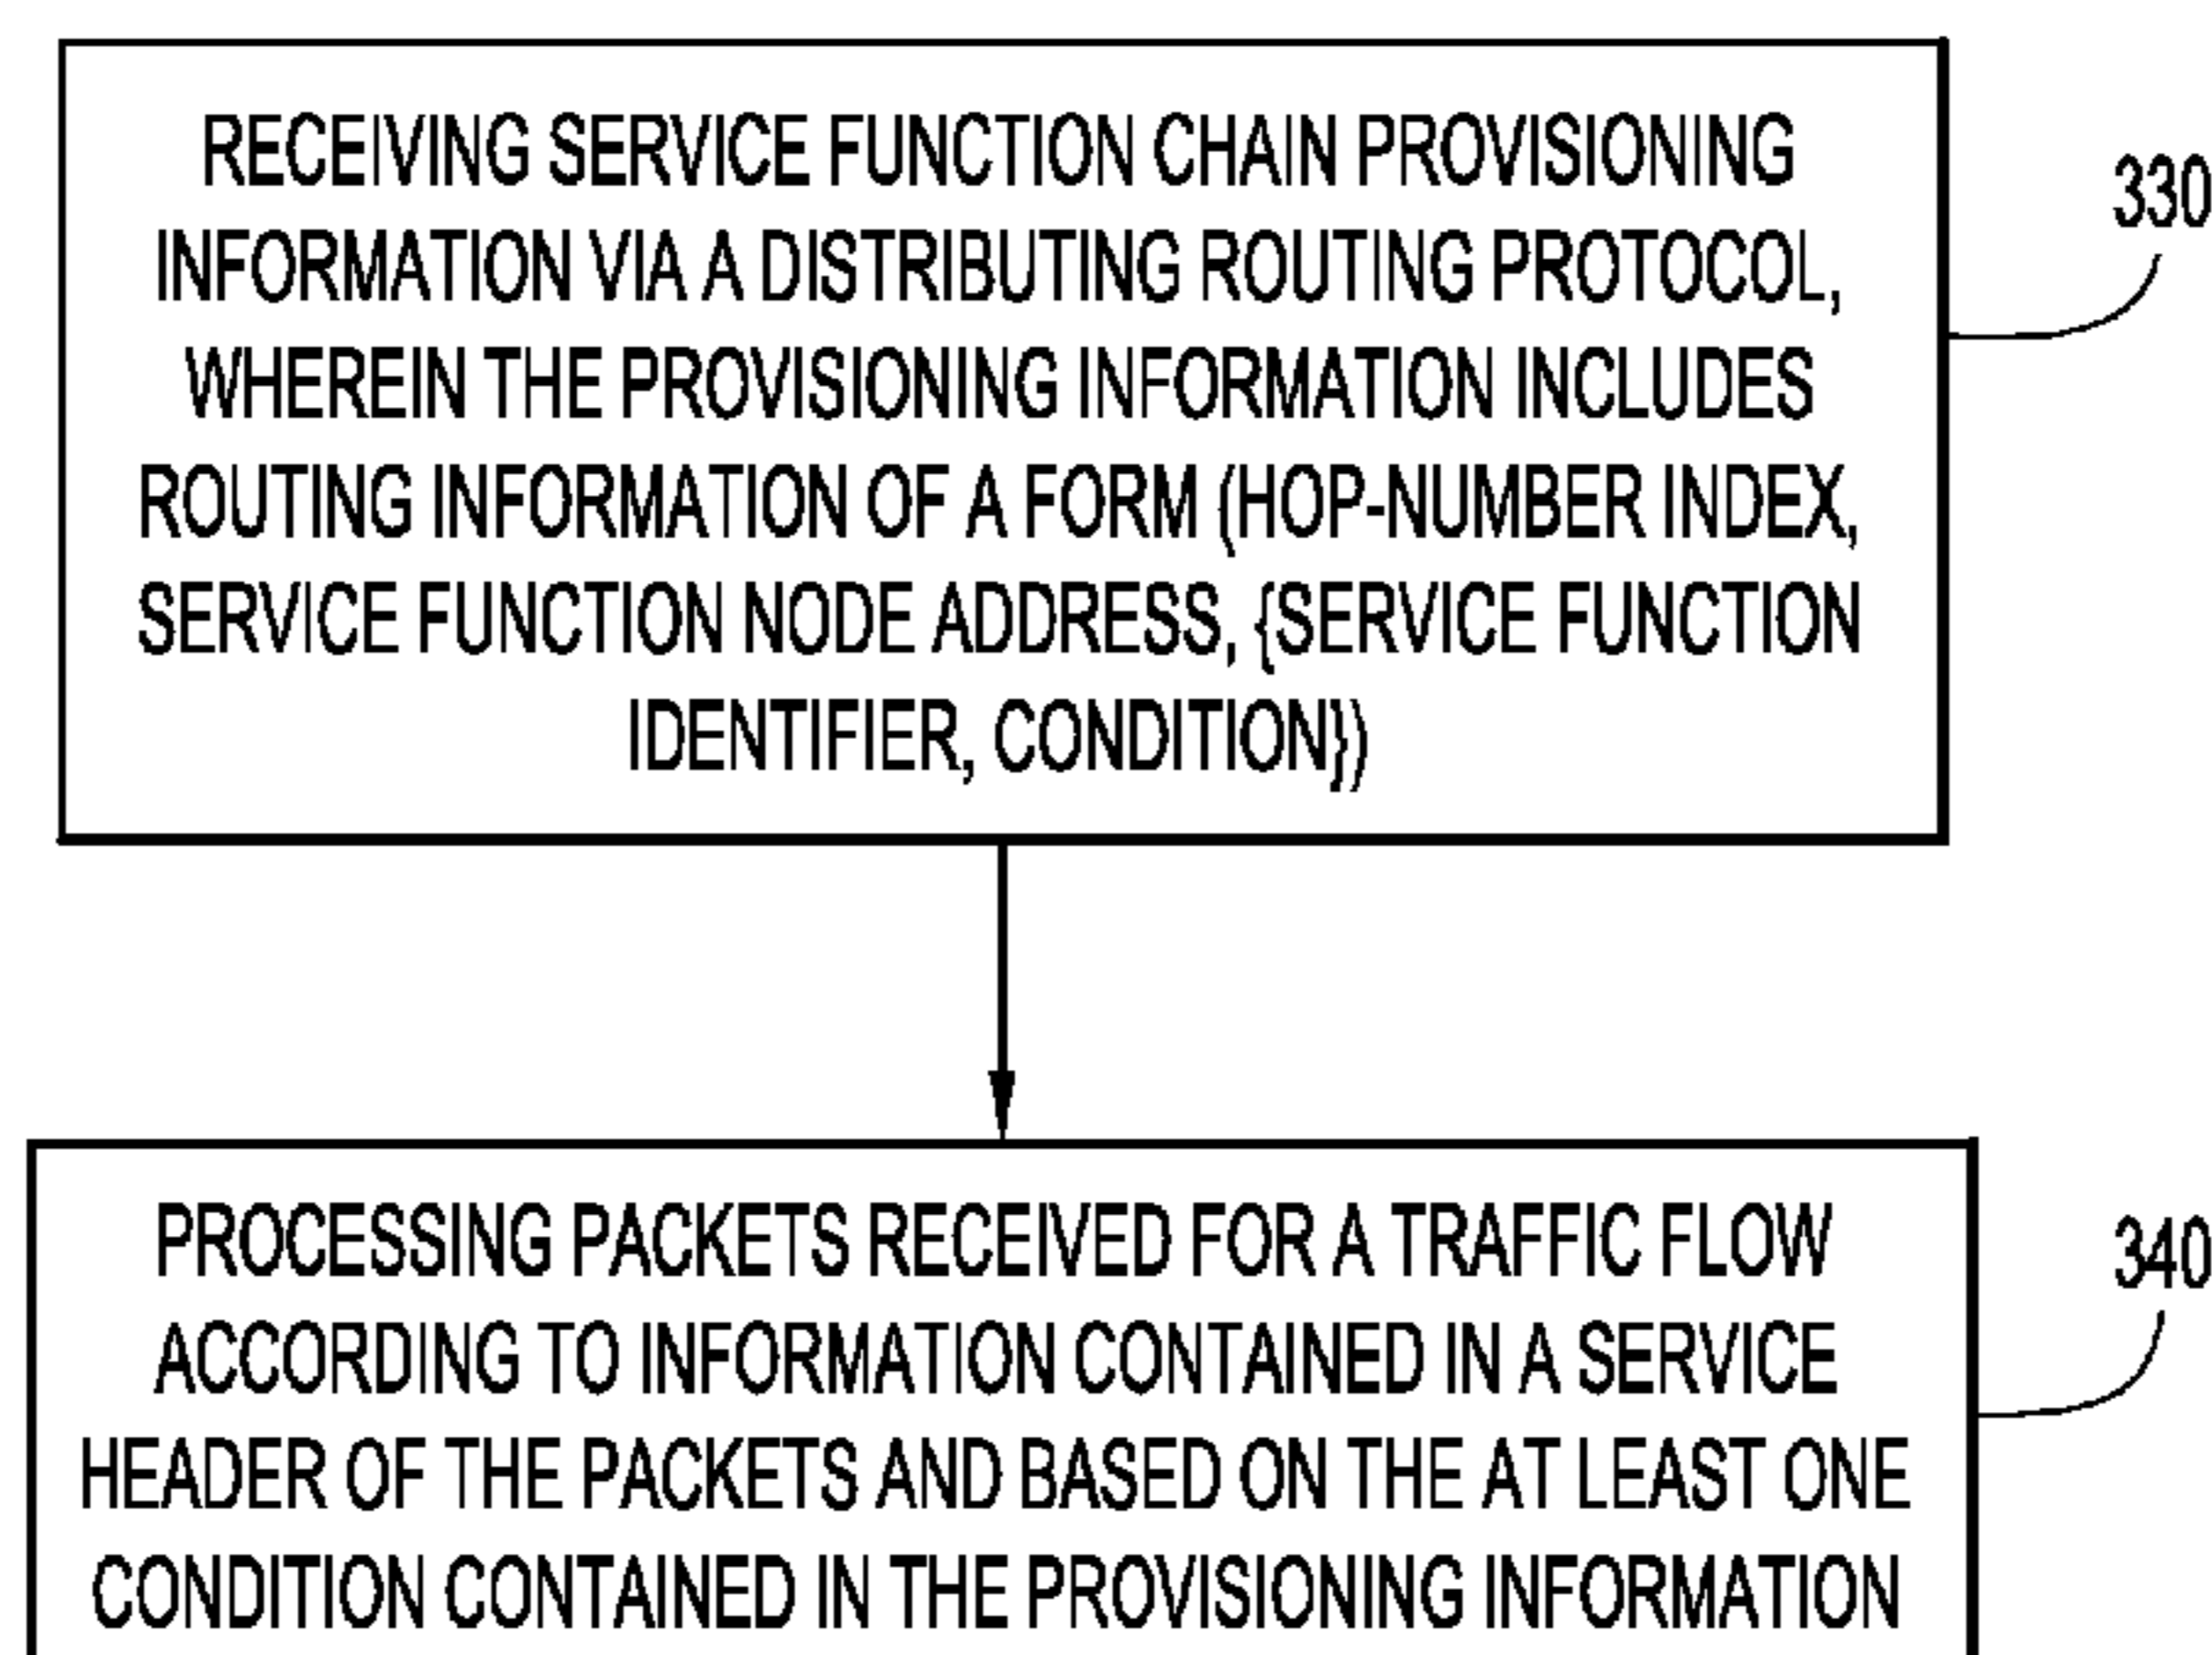 RECEIVING SERVICE FUNCTION CHAIN PROVISIONING
INFORMATION VIA A DISTRIBUTING ROUTING PROTOCOL,
WHEREIN THE PROVISIONING INFORMATION INCLUDES
ROUTING INFORMATION OF A FORM (HOP-NUMBER INDEX,
SERVICE FUNCTION NODE ADDRESS, {SERVICE FUNCTION
IDENTIFIER, CONDITION})
330
PROCESSING PACKETS RECEIVED FOR A TRAFFIC FLOW
ACCORDING TO INFORMATION CONTAINED IN A SERVICE
HEADER OF THE PACKETS AND BASED ON THE AT LEAST ONE
CONDITION CONTAINED IN THE PROVISIONING INFORMATION
340